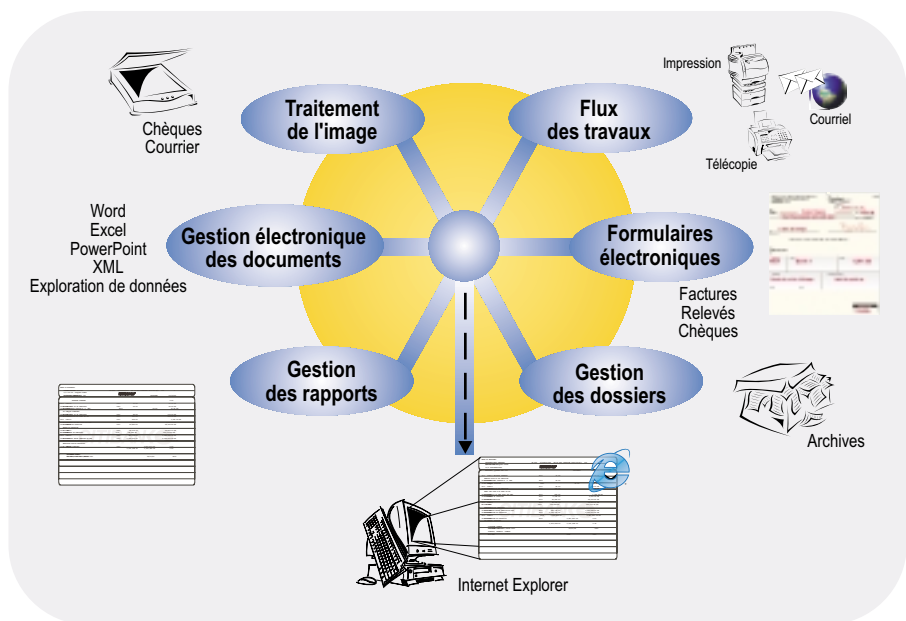 Traitement
de l'image
Flux
des travaux
Impression
Courriel
Télécopie
Chèques
Courrier
Word
Excel
PowerPoint
XML
Exploration de données
Gestion électronique
des documents
Formulaires
électroniques
Factures
Relevés
Chèques
Gestion
des rapports
Gestion
des dossiers
Archives
Internet Explorer